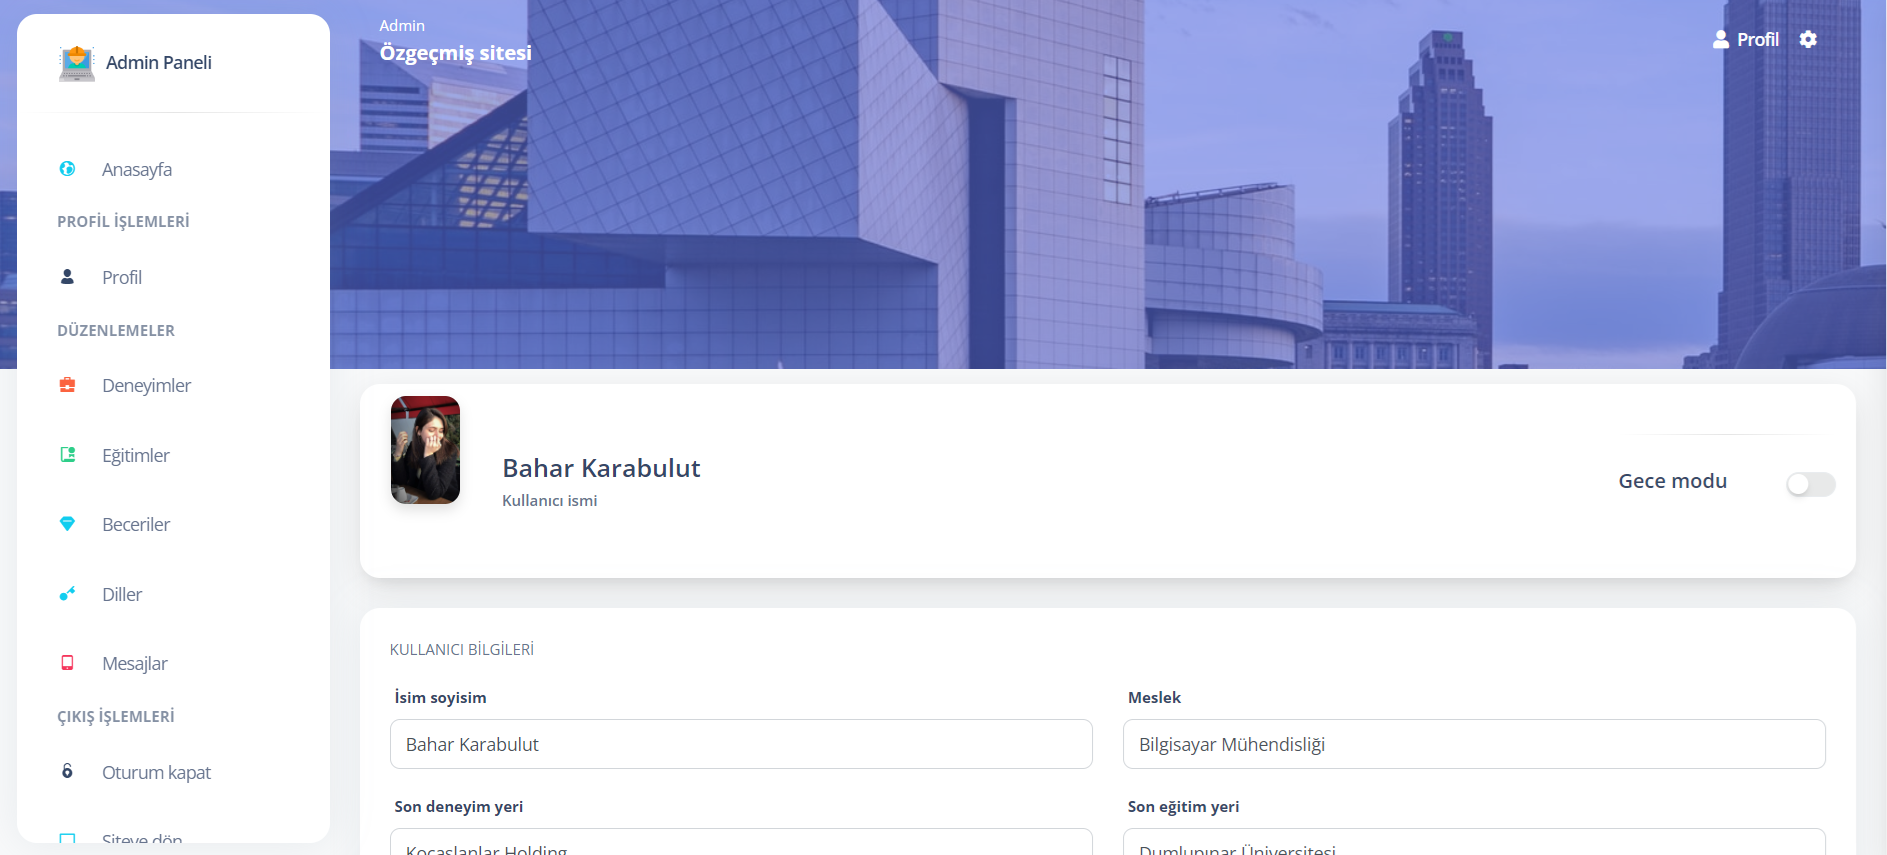 Admin Paneli
Anasayfa
PROFİL İŞLEMLERİ
Profil
DÜZENLEMELER
Deneyimler
Eğitimler
Beceriler
Diller
Mesajlar
ÇIKIŞ İŞLEMLERİ
Oturum kapat
Siteye dön
Admin
Özgeçmiş sitesi
Profil
Bahar Karabulut
Kullanıcı ismi
Gece modu
KULLANICI BİLGİLERİ
İsim soyisim
Meslek
Bahar Karabulut
Bilgisayar Mühendisliği
Son deneyim yeri
Son eğitim yeri
Kocaslanlar Holding
Dumlupınar Üniversitesi